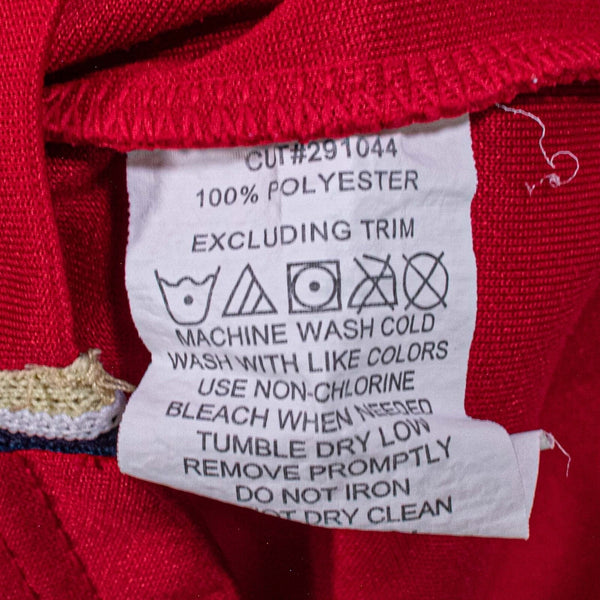 CUT#291044
100% POLYESTER
EXCLUDING TRIM
MACHINE WASH COLD
WASH WITH LIKE COLORS
USE NON-CHLORINE
BLEACH WHEN NEEDED
TUMBLE DRY LOW
REMOVE PROMPTLY
DO NOT IRON
NOT DRY CLEAN